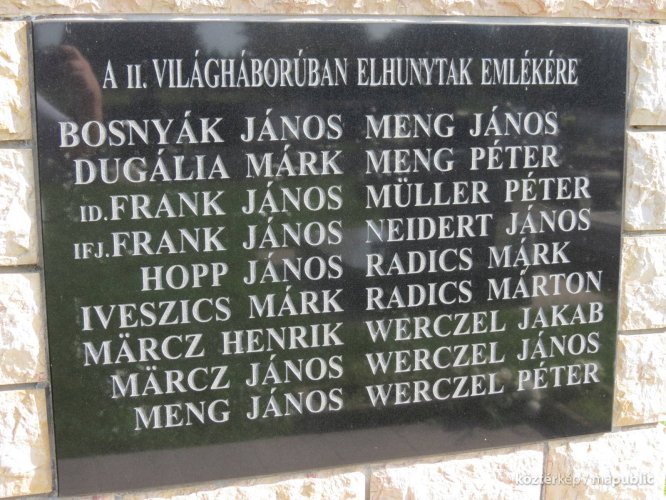 A II. VILÁGHÁBORÚBAN ELHUNYTAK EMLÉKÉRE
BOSNYÁK JÁNOS
DUGÁLIA MÁRK
ID. FRANK JÁNOS
IFJ. FRANK JÁNOS
HOPP JÁNOS
IVESZICS MÁRK
MÄRCZ HENRIK
MÄRCZ JÁNOS
MENG JÁNOS
MENG JÁNOS
MENG PÉTER
MÜLLER PÉTER
NEIDERT JÁNOS
RADICS MÁRK
RADICS MÁRTON
WERCZEL JAKAB
WERCZEL JÁNOS
WERCZEL PÉTER
köztérkép / mapublic